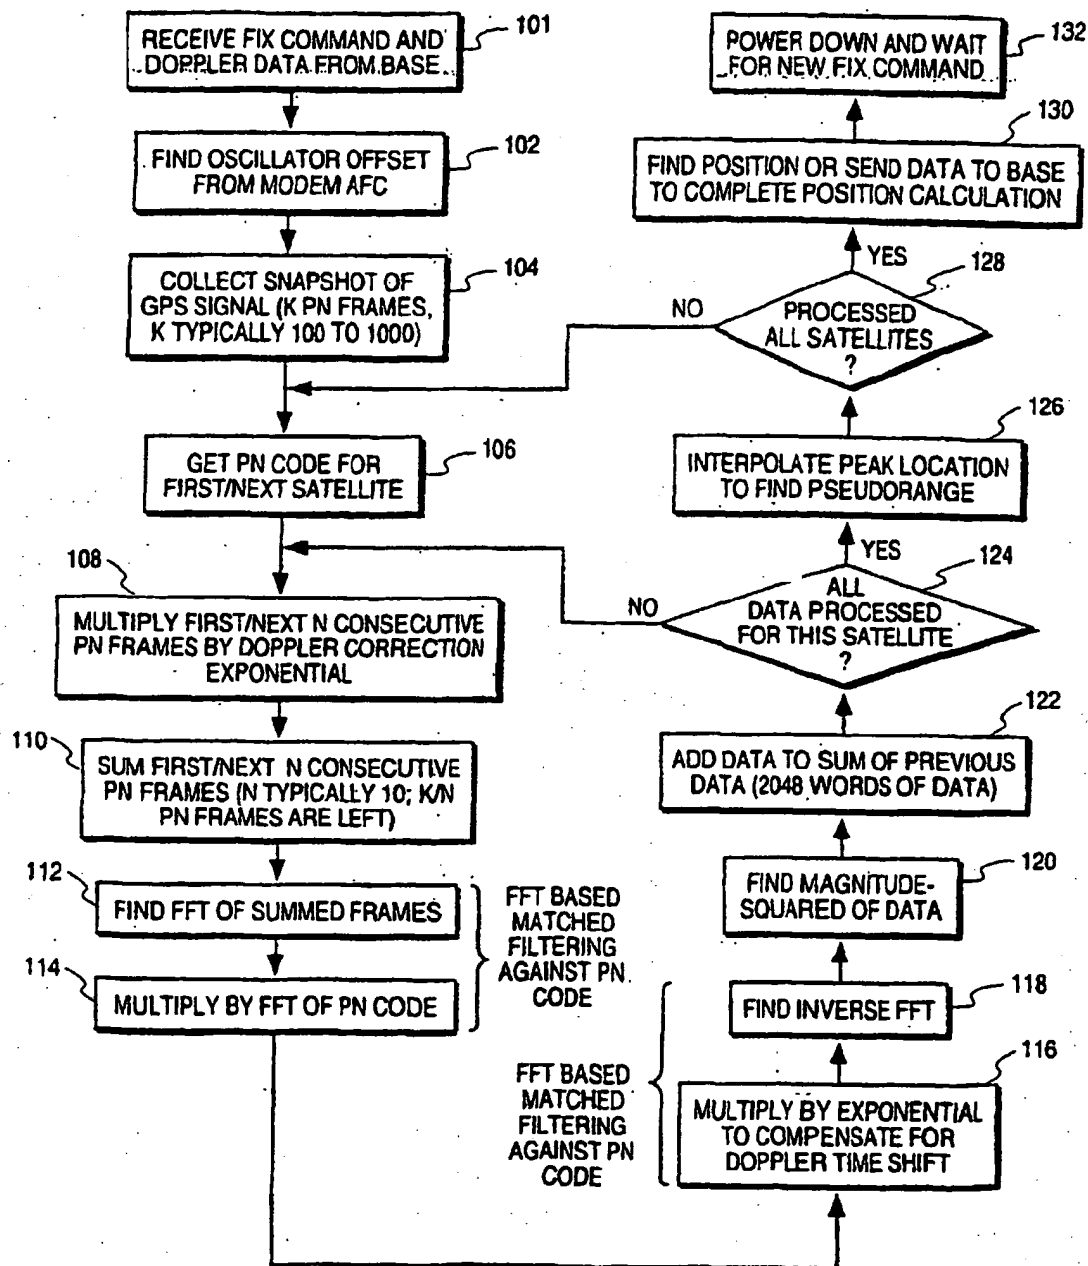 RECEIVE FIX COMMAND AND
DOPPLER DATA FROM BASE
101
FIND OSCILLATOR OFFSET
FROM MODEM AFC
102
COLLECT SNAPSHOT OF
GPS SIGNAL (K PN FRAMES,
K TYPICALLY 100 TO 1000)
104
GET PN CODE FOR
FIRST/NEXT SATELLITE
106
108
MULTIPLY FIRST/NEXT N CONSECUTIVE
PN FRAMES BY DOPPLER CORRECTION
EXPONENTIAL
110
SUM FIRST/NEXT N CONSECUTIVE
PN FRAMES (N TYPICALLY 10; K/N
PN FRAMES ARE LEFT)
112
FIND FFT OF SUMMED FRAMES
114
MULTIPLY BY FFT OF PN CODE
FFT BASED
MATCHED
FILTERING
AGAINST PN
CODE
FFT BASED
MATCHED
FILTERING
AGAINST PN
CODE
116
MULTIPLY BY EXPONENTIAL
TO COMPENSATE FOR
DOPPLER TIME SHIFT
118
FIND INVERSE FFT
120
FIND MAGNITUDE-
SQUARED OF DATA
122
ADD DATA TO SUM OF PREVIOUS
DATA (2048 WORDS OF DATA)
124
ALL
DATA PROCESSED
FOR THIS SATELLITE
?
NO
YES
126
INTERPOLATE PEAK LOCATION
TO FIND PSEUDORANGE
128
PROCESSED
ALL SATELLITES
?
NO
YES
130
FIND POSITION OR SEND DATA TO BASE
TO COMPLETE POSITION CALCULATION
132
POWER DOWN AND WAIT
FOR NEW FIX COMMAND